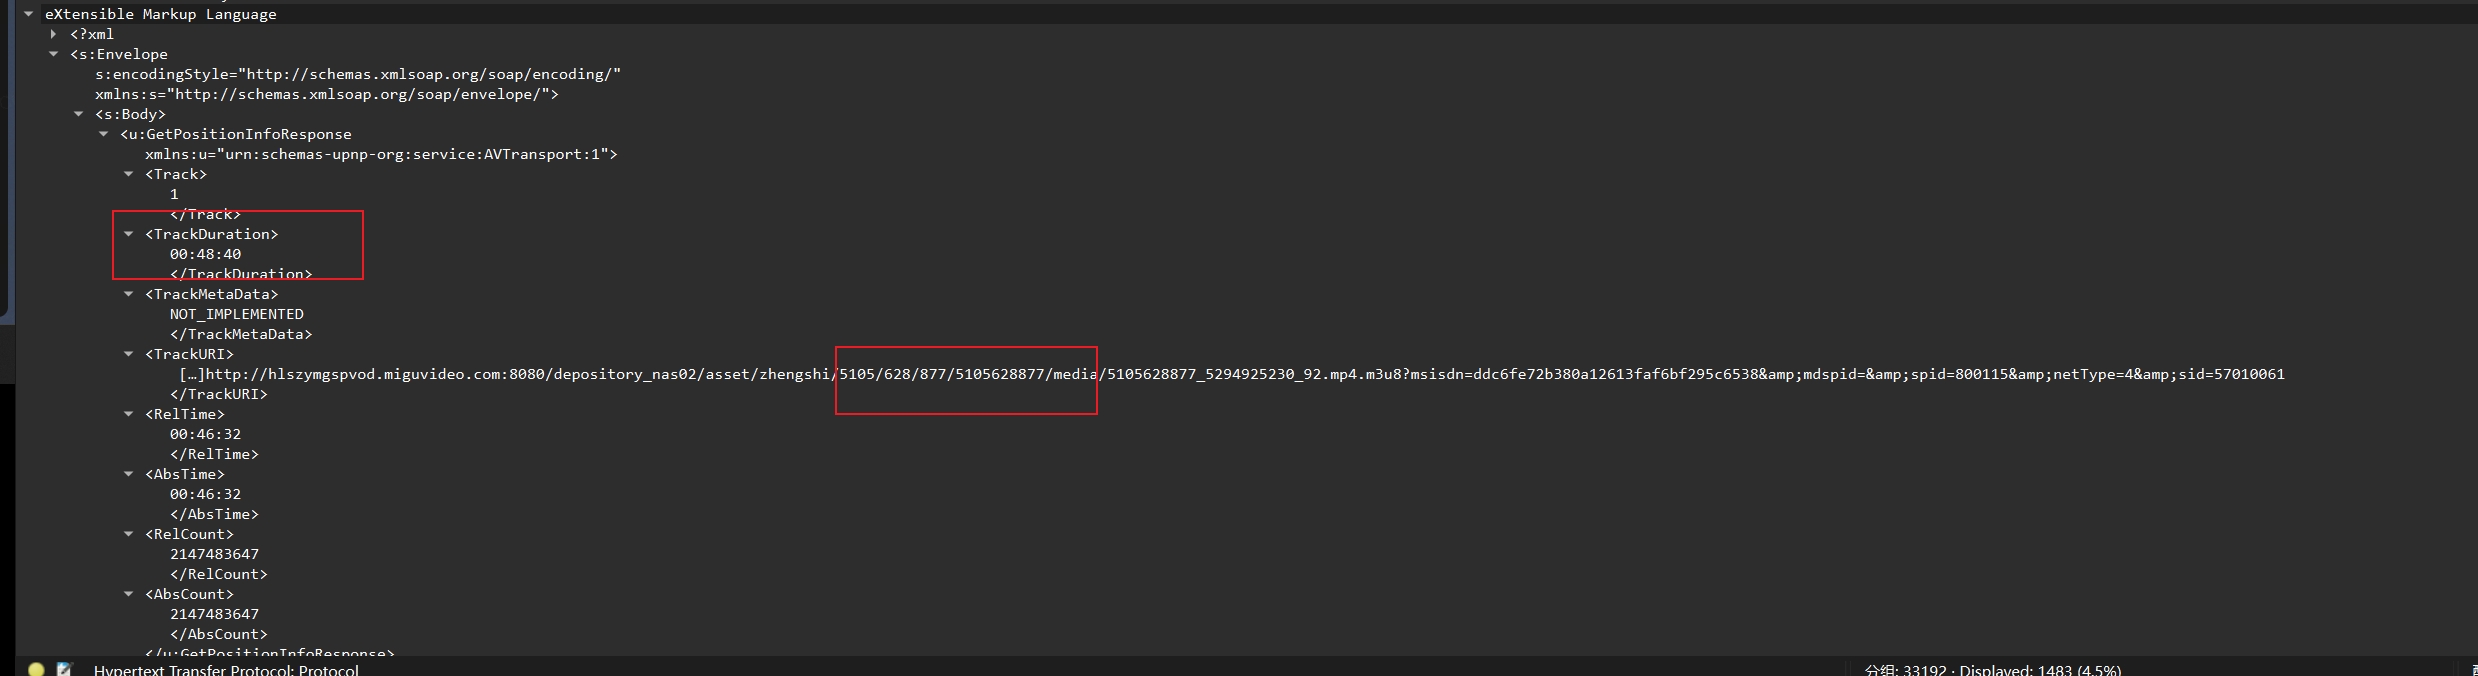 eXtensible Markup Language
<?xml
<s:Envelope
s:encodingStyle="http://schemas.xmlsoap.org/soap/encoding/"
xmlns:s="http://schemas.xmlsoap.org/soap/envelope/">
<s:Body>
<u:GetPositionInfoResponse
xmlns:u="urn:schemas-upnp-org:service:AVTransport:1">
<Track>
1
</Track>
<TrackDuration>
00:48:40
</TrackDuration>
<TrackMetaData>
NOT_IMPLEMENTED
</TrackMetaData>
<TrackURI>
[…]http://hlszymgspvod.miguvideo.com:8080/depository_nas02/asset/zhengshi/5105/628/877/5105628877/media/5105628877_5294925230_92.mp4.m3u8?msisdn=ddc6fe72b380a12613faf6bf295c6538&amp;mdspid=&amp;spid=800115&amp;netType=4&amp;sid=57010061
</TrackURI>
<RelTime>
00:46:32
</RelTime>
<AbsTime>
00:46:32
</AbsTime>
<RelCount>
2147483647
</RelCount>
<AbsCount>
2147483647
</AbsCount>
</u:GetPositionInfoResponse>
Hypertext Transfer Protocol: Protocol
分组: 33192 · Displayed: 1483 (4.5%)